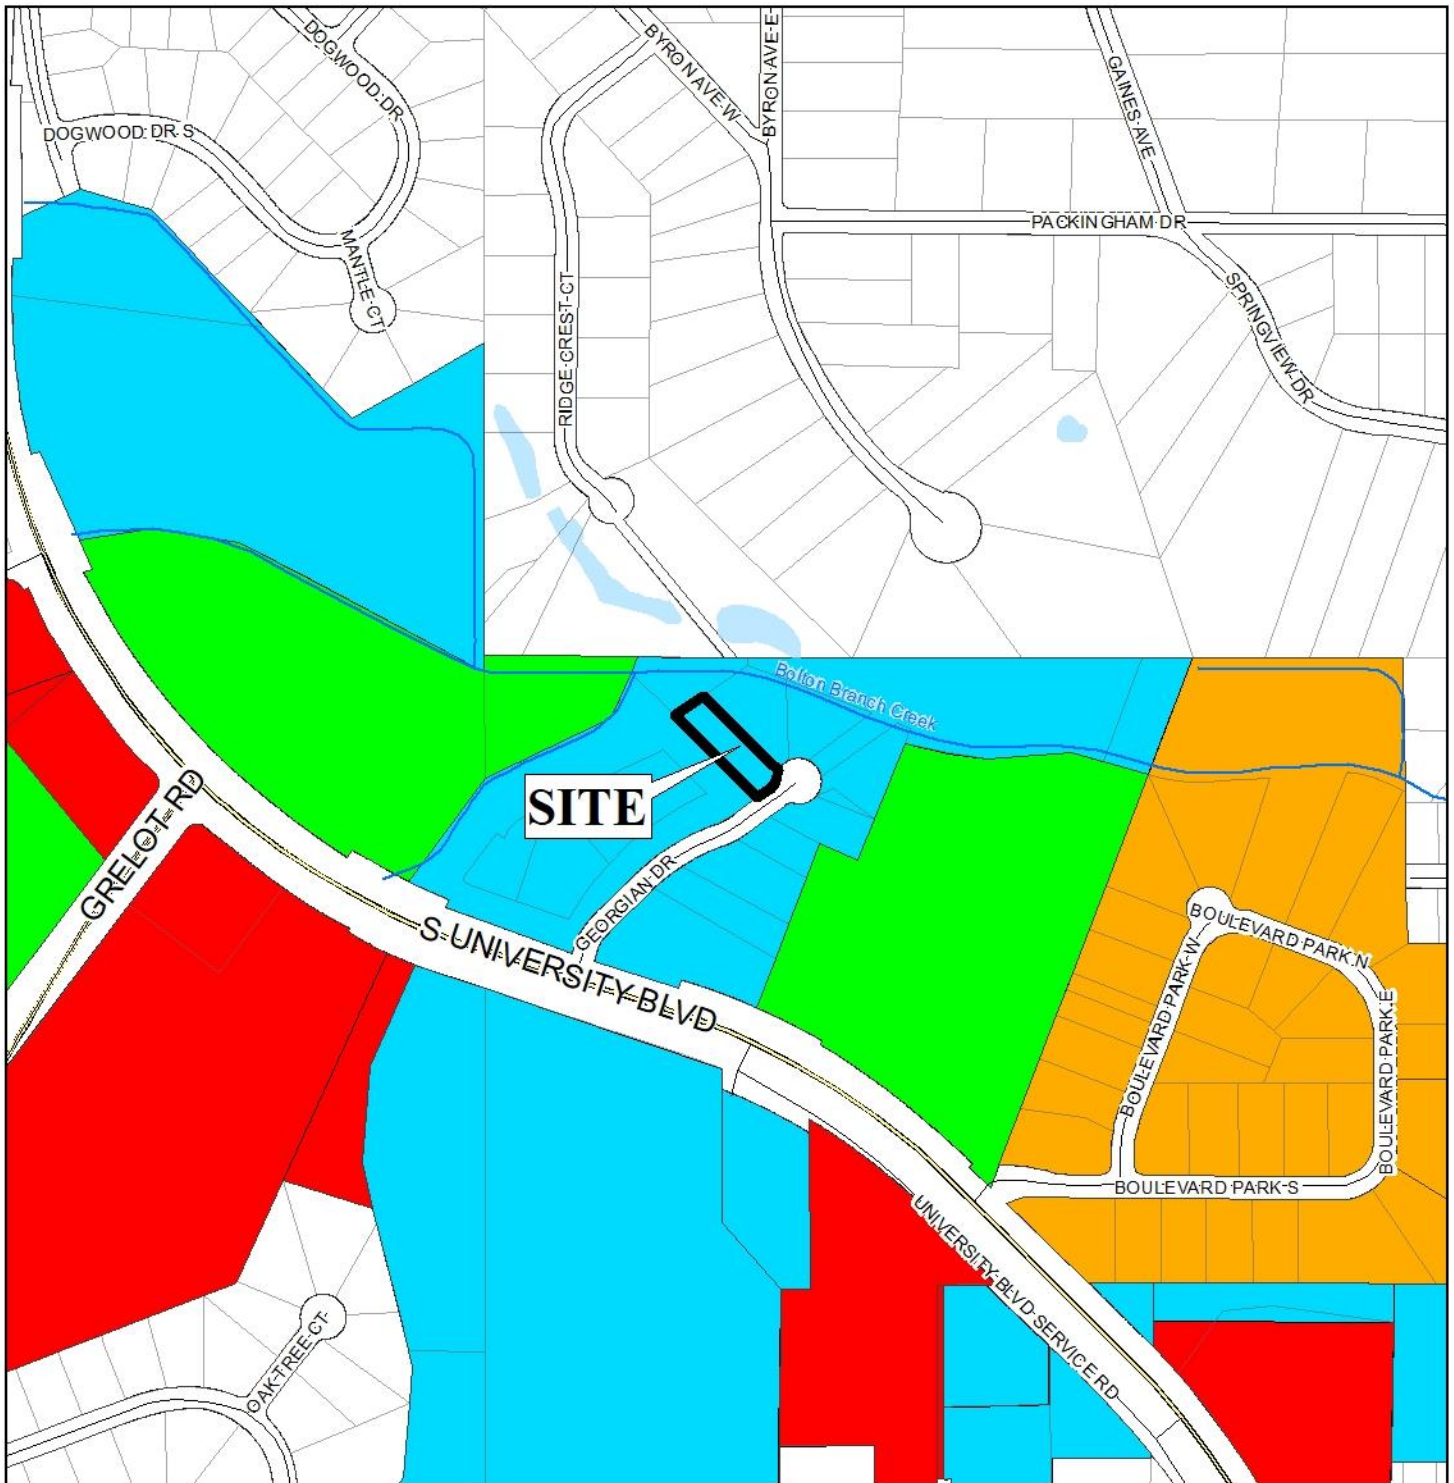 DOGWOOD DR
BYRON AVE W
BYRON AVE E
GAINES AVE
DOGWOOD DR S
PACKINGHAM DR
MANTLE CT
RIDGE CREST CT
SPRINGVIEW DR
Bolton Branch Creek
SITE
GRELOT RD
GEORGIAN DR
S UNIVERSITY BLVD
BOULEVARD PARK N
BOULEVARD PARK W
BOULEVARD PARK E
BOULEVARD PARK S
UNIVERSITY BLVD SERVICE RD
OAK TREE CT